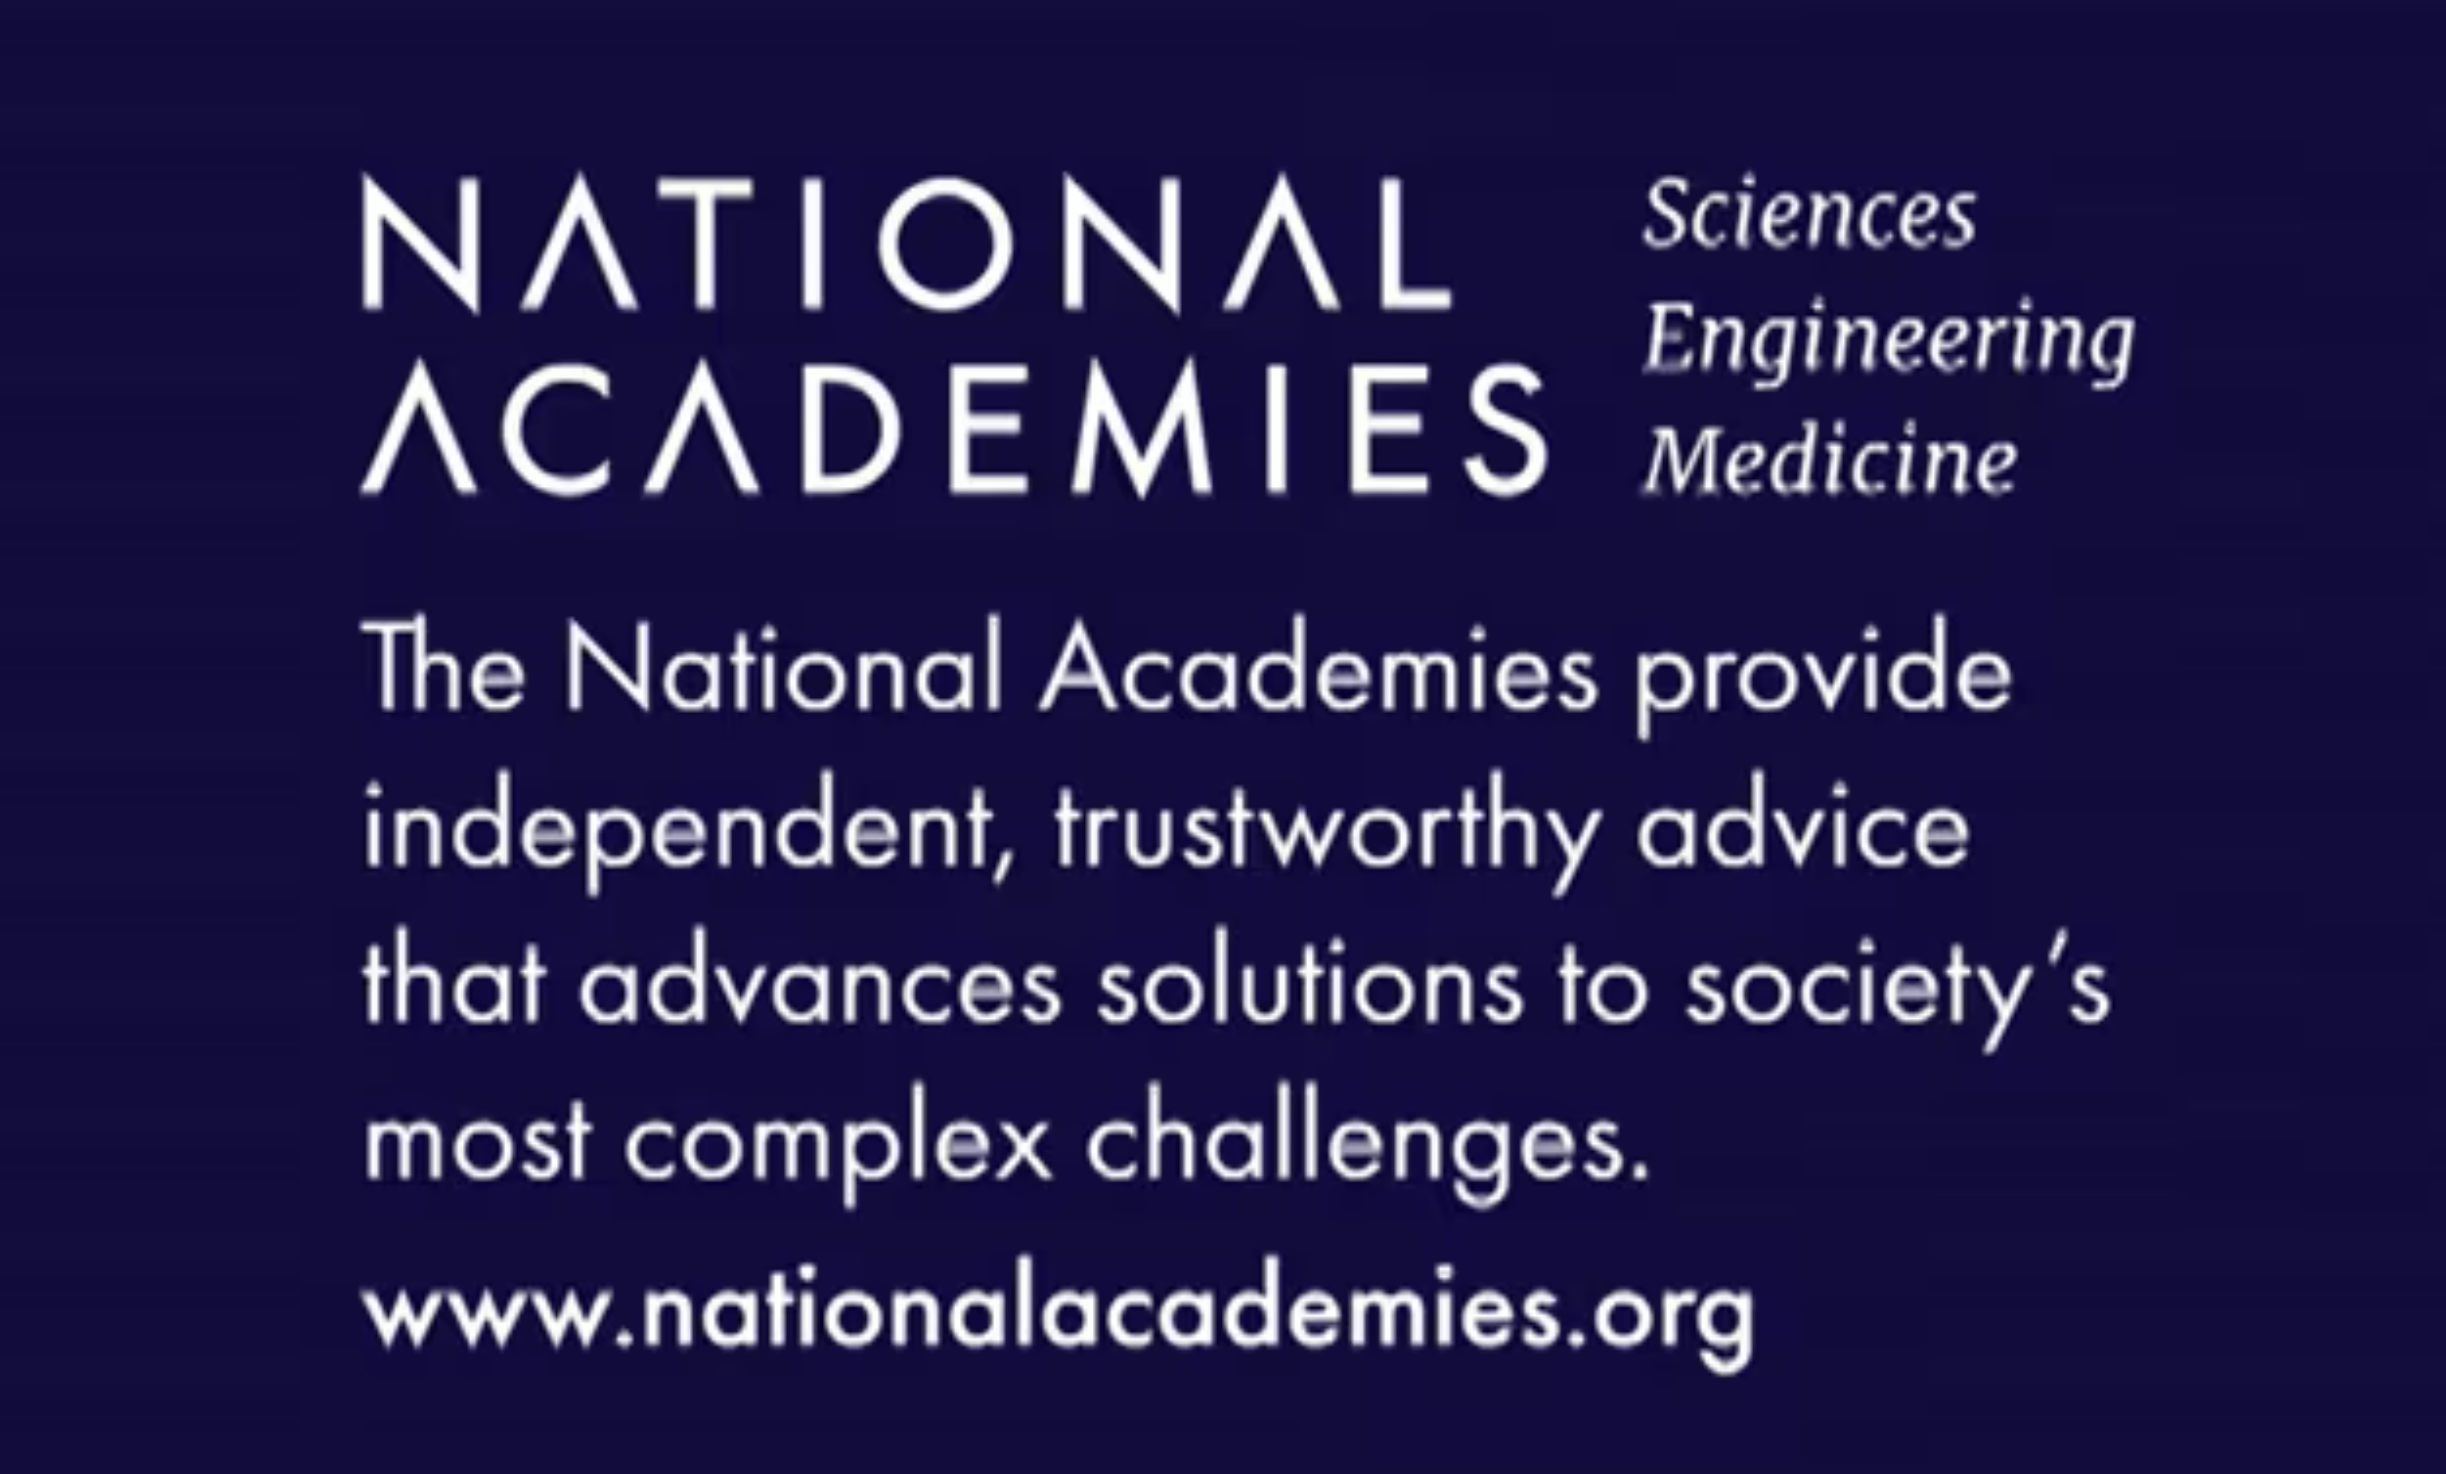 NATIONAL
ACADEMIES
Sciences
Engineering
Medicine
The National Academies provide
independent, trustworthy advice
that advances solutions to society’s
most complex challenges.
www.nationalacademies.org